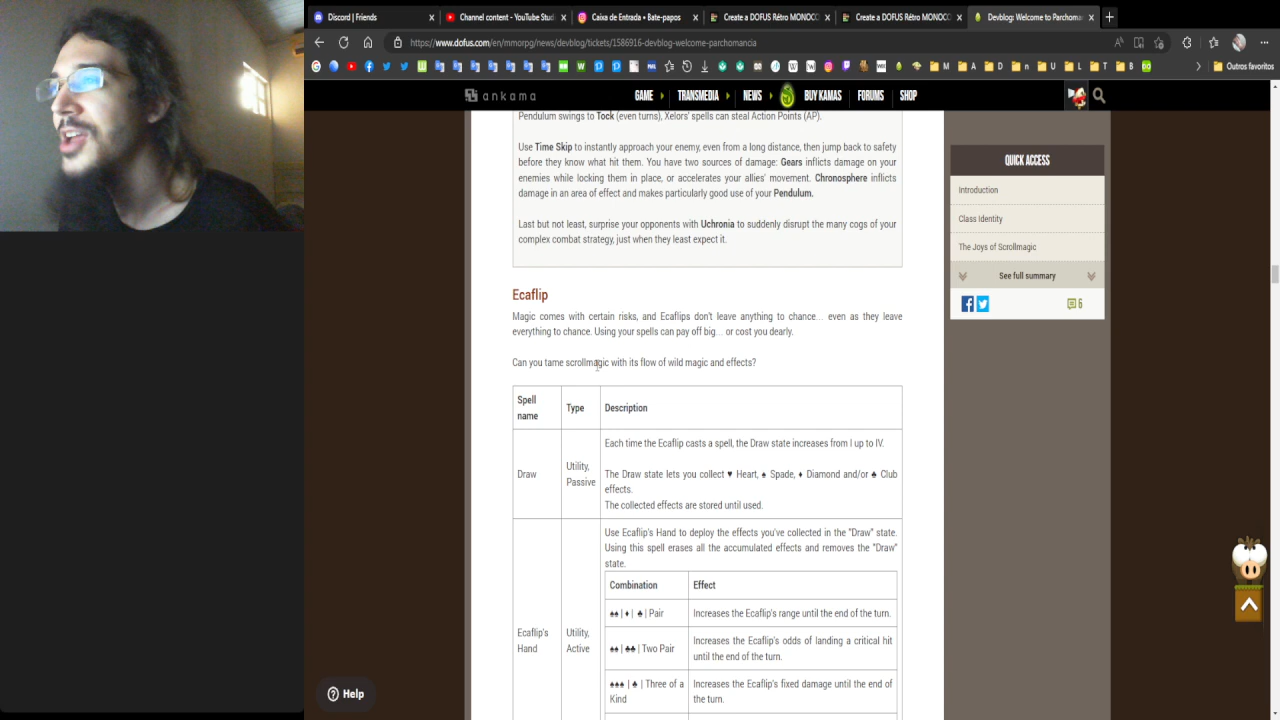 Discord | Friends
Channel content - YouTube Stud
Caixa de Entrada • Bate-papos
Create a DOFUS Rétro MONOCO
Create a DOFUS Rétro MONOCO
Devblog: Welcome to Parchoma
https://www.dofus.com/en/mmorpg/news/devblog/tickets/1586916-devblog-welcome-parchomancia
M
A
D
n
U
L
T
B
Outros favoritos
ankama
GAME
TRANSMEDIA
NEWS
BUY KAMAS
FORUMS
SHOP
Pendulum swings to Tock (even turns), Xelors' spells can steal Action Points (AP).
Use Time Skip to instantly approach your enemy, even from a long distance, then jump back to safety
before they know what hit them. You have two sources of damage: Gears inflicts damage on your
enemies while locking them in place, or accelerates your allies' movement. Chronosphere inflicts
damage in an area of effect and makes particularly good use of your Pendulum.
Last but not least, surprise your opponents with Uchronia to suddenly disrupt the many cogs of your
complex combat strategy, just when they least expect it.
Ecaflip
Magic comes with certain risks, and Ecaflips don't leave anything to chance... even as they leave
everything to chance. Using your spells can pay off big... or cost you dearly.
Can you tame scrollmagic with its flow of wild magic and effects?
Spell name
Type
Description
Draw
Utility, Passive
Each time the Ecaflip casts a spell, the Draw state increases from I up to IV.
The Draw state lets you collect ♥ Heart, ♠ Spade, ♦ Diamond and/or ♣ Club
effects.
The collected effects are stored until used.
Ecaflip's Hand
Utility, Active
Use Ecaflip's Hand to deploy the effects you've collected in the "Draw" state.
Using this spell erases all the accumulated effects and removes the "Draw"
state.
Combination
Effect
♠♠ | ♦ | ♣ | Pair
Increases the Ecaflip's range until the end of the turn.
♠♠ | ♣♣ | Two Pair
Increases the Ecaflip's odds of landing a critical hit
until the end of the turn.
♠♠♠ | ♣ | Three of a
Kind
Increases the Ecaflip's fixed damage until the end of
the turn.
QUICK ACCESS
Introduction
Class Identity
The Joys of Scrollmagic
See full summary
6
Help